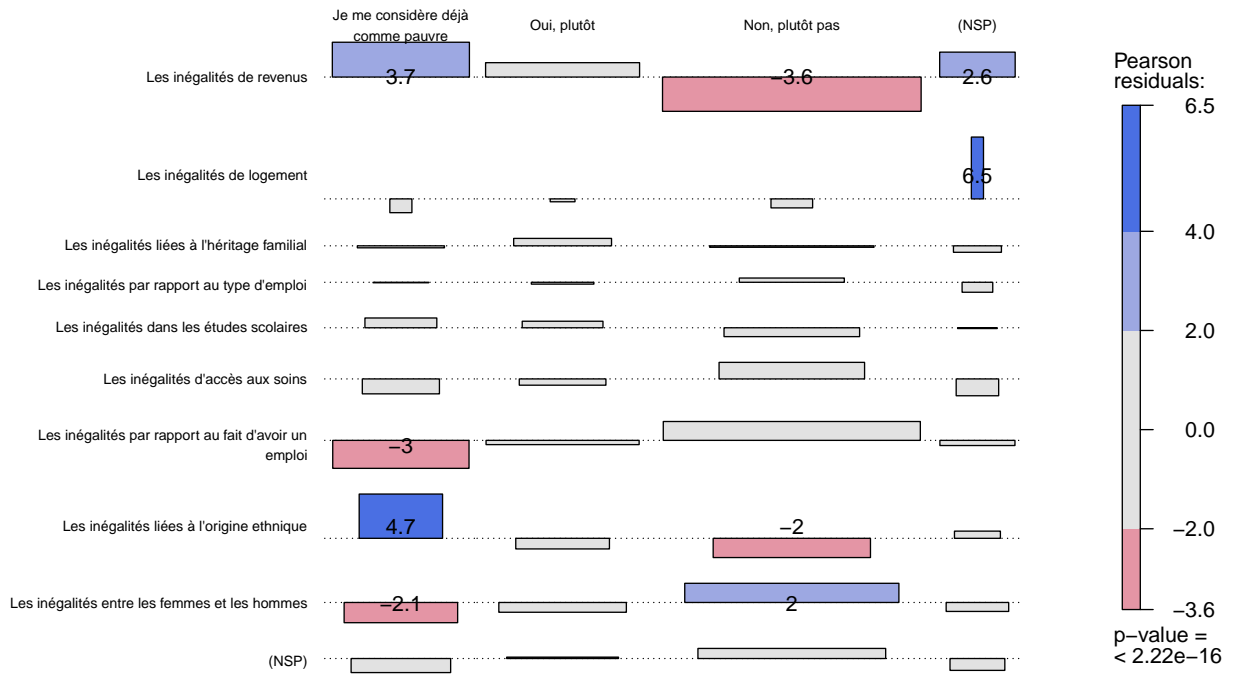 Je me considère déjà
comme pauvre
Oui, plutôt
Non, plutôt pas
(NSP)
Les inégalités de revenus
3.7
−3.6
2.6
Les inégalités de logement
6.5
Les inégalités liées à l'héritage familial
Les inégalités par rapport au type d'emploi
Les inégalités dans les études scolaires
Les inégalités d'accès aux soins
Les inégalités par rapport au fait d'avoir un
emploi
−3
Les inégalités liées à l'origine ethnique
4.7
−2
Les inégalités entre les femmes et les hommes
−2.1
2
(NSP)
Pearson
residuals:
6.5
4.0
2.0
0.0
−2.0
−3.6
p−value =
< 2.22e−16